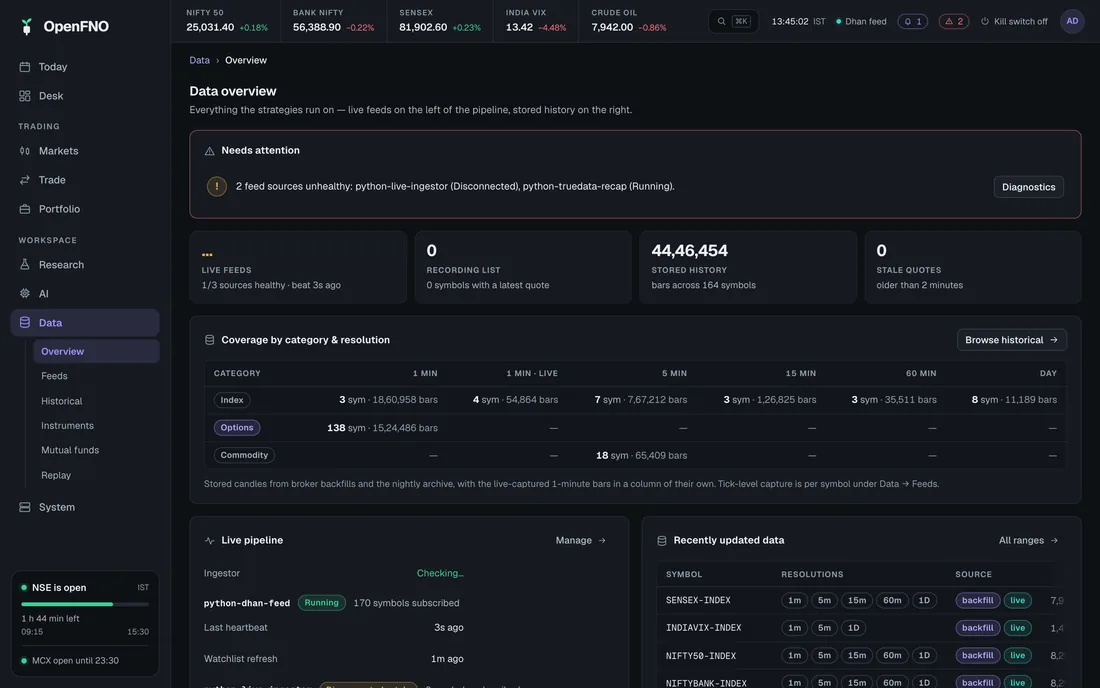 OpenFNO
NIFTY 50
25,031.40 +0.18%
BANK NIFTY
56,388.90 −0.22%
SENSEX
81,902.60 +0.23%
INDIA VIX
13.42 −4.48%
CRUDE OIL
7,942.00 −0.86%
⌘K
13:45:02 IST
Dhan feed
1
2
Kill switch off
AD
Today
Desk
TRADING
Markets
Trade
Portfolio
WORKSPACE
Research
AI
Data
Overview
Feeds
Historical
Instruments
Mutual funds
Replay
System
NSE is open IST
1 h 44 min left
09:15 15:30
MCX open until 23:30
Data › Overview
Data overview
Everything the strategies run on — live feeds on the left of the pipeline, stored history on the right.
Needs attention
! 2 feed sources unhealthy: python-live-ingestor (Disconnected), python-truedata-recap (Running).
Diagnostics
…
LIVE FEEDS
1/3 sources healthy · beat 3s ago
0
RECORDING LIST
0 symbols with a latest quote
44,46,454
STORED HISTORY
bars across 164 symbols
0
STALE QUOTES
older than 2 minutes
Coverage by category & resolution
Browse historical →
CATEGORY 1 MIN 1 MIN · LIVE 5 MIN 15 MIN 60 MIN DAY
Index 3 sym · 18,60,958 bars 4 sym · 54,864 bars 7 sym · 7,67,212 bars 3 sym · 1,26,825 bars 3 sym · 35,511 bars 8 sym · 11,189 bars
Options 138 sym · 15,24,486 bars — — — — —
Commodity — — 18 sym · 65,409 bars — — —
Stored candles from broker backfills and the nightly archive, with the live-captured 1-minute bars in a column of their own. Tick-level capture is per symbol under Data → Feeds.
Live pipeline
Manage →
Ingestor Checking…
python-dhan-feed Running 170 symbols subscribed
Last heartbeat 3s ago
Watchlist refresh 1m ago
Recently updated data
All ranges →
SYMBOL RESOLUTIONS SOURCE
SENSEX-INDEX 1m 5m 15m 60m 1D backfill live
INDIAVIX-INDEX 1m 5m 1D backfill live
NIFTY50-INDEX 1m 5m 15m 60m 1D backfill live
NIFTYBANK-INDEX 1m 5m 15m 60m 1D backfill live